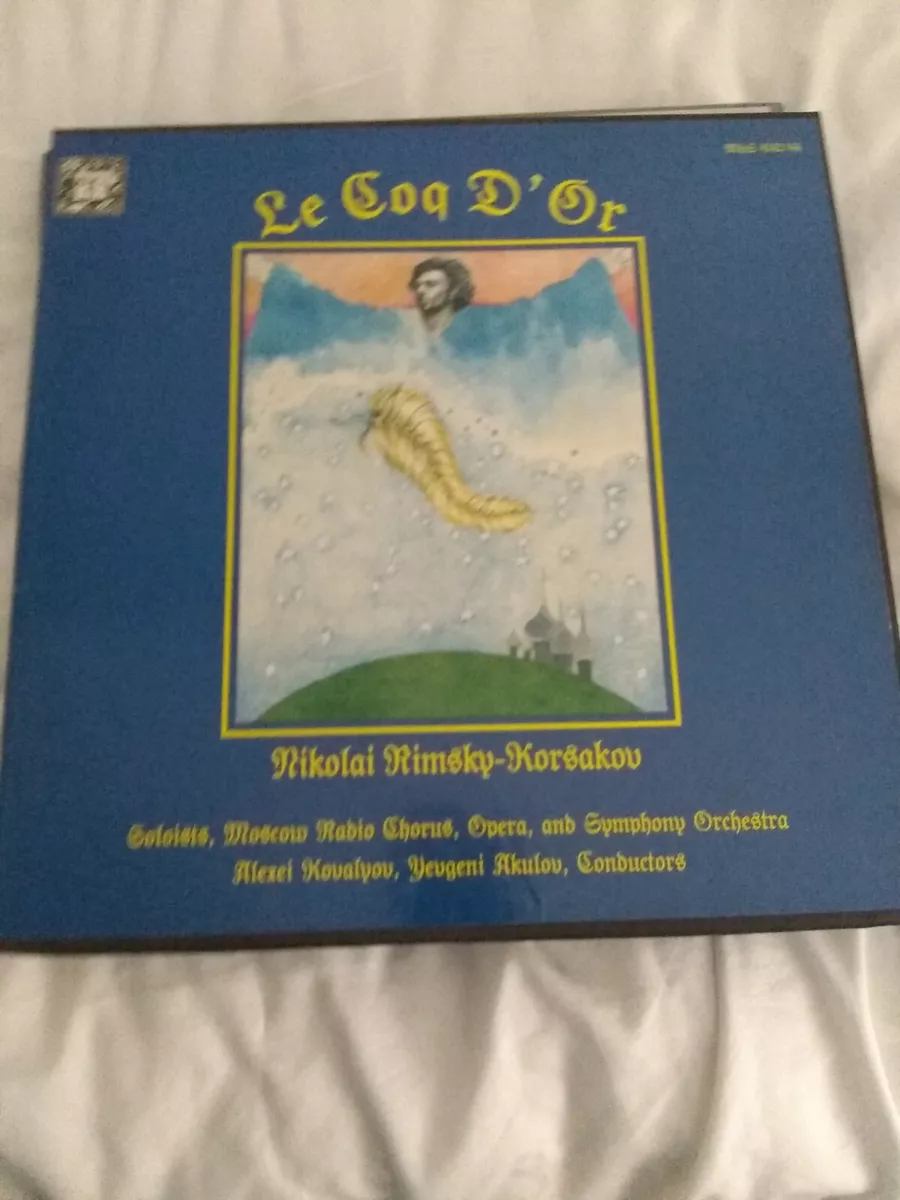 Le Coq D'Or
Nikolai Rimsky-Korsakov
Soloists, Moscow Radio Chorus, Opera, and Symphony Orchestra
Alexei Kovalyov, Yevgeni Akulov, Conductors